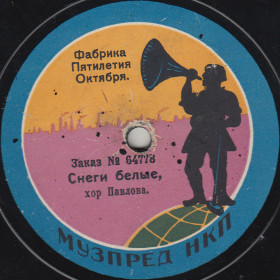 Фабрика
Пятилетия
Октября.
Заказ № 64773
Снеги белые,
хор Павлова.
МУЗПРЕД НКП